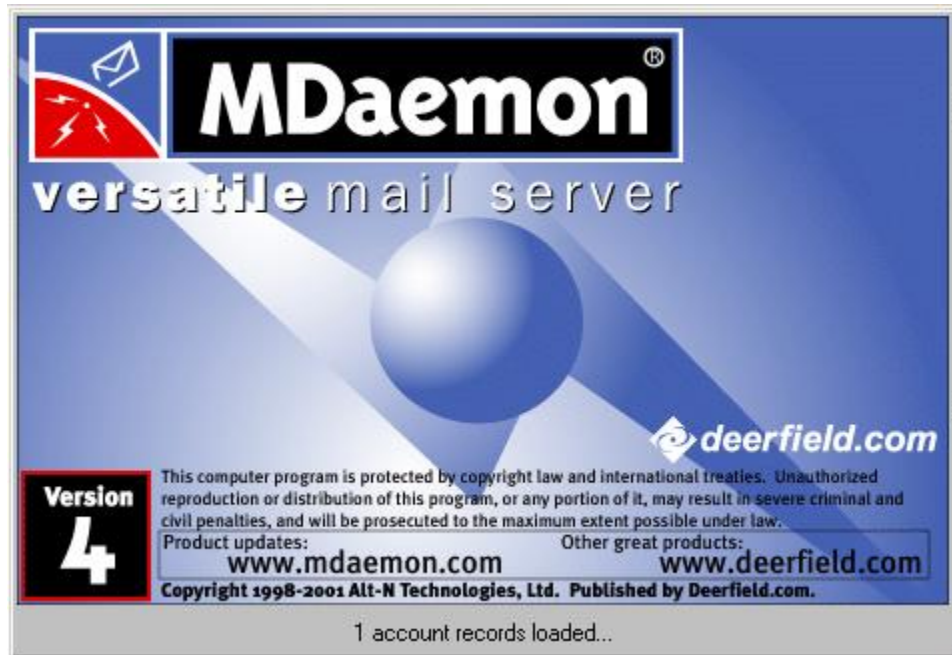 MDaemon®
versatile mail server
deerfield.com
Version
4
This computer program is protected by copyright law and international treaties. Unauthorized
reproduction or distribution of this program, or any portion of it, may result in severe criminal and
civil penalties, and will be prosecuted to the maximum extent possible under law.
Product updates: Other great products:
www.mdaemon.com www.deerfield.com
Copyright 1998-2001 Alt-N Technologies, Ltd. Published by Deerfield.com.
1 account records loaded...